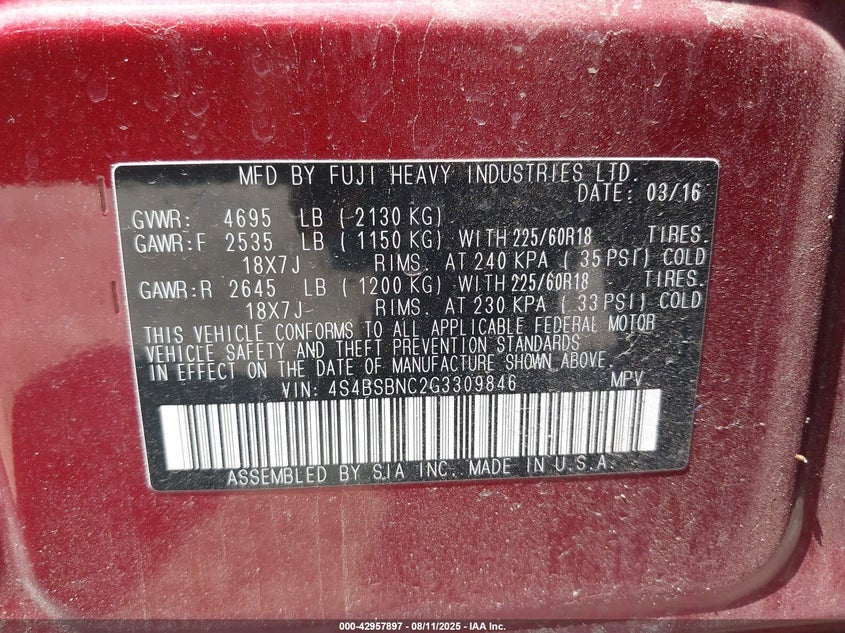 MFD BY FUJI HEAVY INDUSTRIES LTD.
DATE: 03/16
GVWR: 4695 LB ( 2130 KG)
GAWR:F 2535 LB ( 1150 KG) WITH 225/60R18 TIRES.
18X7J RIMS. AT 240 KPA ( 35 PSI) COLD
GAWR:R 2645 LB ( 1200 KG) WITH 225/60R18 TIRES.
18X7J RIMS. AT 230 KPA ( 33 PSI) COLD
THIS VEHICLE CONFORMS TO ALL APPLICABLE FEDERAL MOTOR
VEHICLE SAFETY AND THEFT PREVENTION STANDARDS
IN EFFECT ON THE DATE OF MANUFACTURE SHOWN ABOVE.
VIN: 4S4BSBNC2G3309846 MPV
ASSEMBLED BY SIA INC. MADE IN U.S.A.
000-42957897 - 08/11/2025 - IAA Inc.